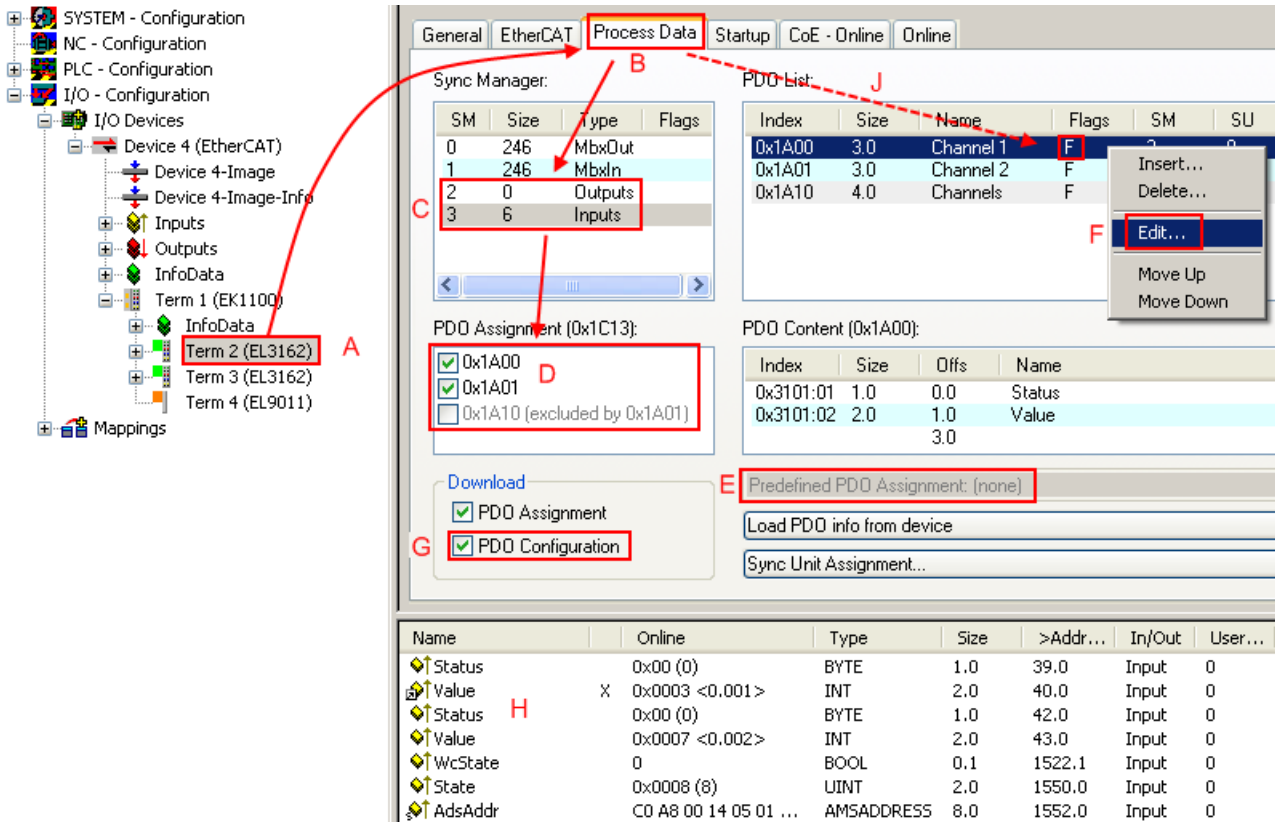 SYSTEM - Configuration
NC - Configuration
PLC - Configuration
I/O - Configuration
I/O Devices
Device 4 (EtherCAT)
Device 4-Image
Device 4-Image-Info
Inputs
Outputs
InfoData
Term 1 (EK1100)
InfoData
Term 2 (EL3162) A
Term 3 (EL3162)
Term 4 (EL9011)
Mappings
General EtherCAT Process Data Startup CoE - Online Online
B
J
Sync Manager:
SM Size Type Flags
0 246 MbxOut
1 246 MbxIn
2 0 Outputs
3 6 Inputs
C
PDO List:
Index Size Name Flags SM SU
0x1A00 3.0 Channel 1 F 3 0
0x1A01 3.0 Channel 2 F
0x1A10 4.0 Channels F
Insert...
Delete...
F Edit...
Move Up
Move Down
PDO Assignment (0x1C13):
0x1A00
0x1A01
0x1A10 (excluded by 0x1A01)
D
PDO Content (0x1A00):
Index Size Offs Name
0x3101:01 1.0 0.0 Status
0x3101:02 2.0 1.0 Value
3.0
Download
PDO Assignment
G PDO Configuration
E Predefined PDO Assignment: (none)
Load PDO info from device
Sync Unit Assignment...
Name Online Type Size >Addr... In/Out User...
Status 0x00 (0) BYTE 1.0 39.0 Input 0
Value X 0x0003 <0.001> INT 2.0 40.0 Input 0
Status 0x00 (0) BYTE 1.0 42.0 Input 0
Value 0x0007 <0.002> INT 2.0 43.0 Input 0
WcState 0 BOOL 0.1 1522.1 Input 0
State 0x0008 (8) UINT 2.0 1550.0 Input 0
AdsAddr C0 A8 00 14 05 01 ... AMSADDRESS 8.0 1552.0 Input 0
H